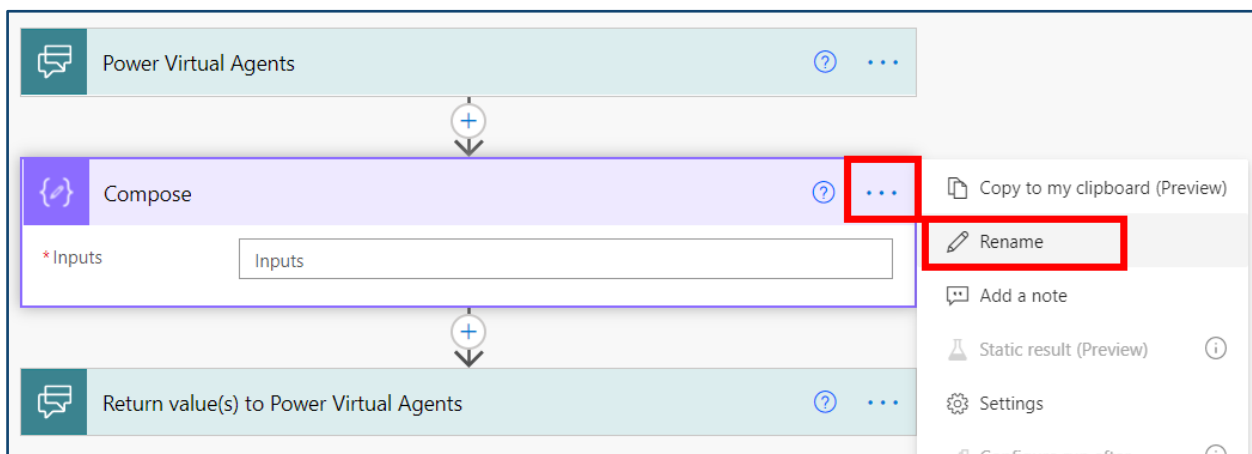 Power Virtual Agents
Compose
*Inputs
Inputs
Return value(s) to Power Virtual Agents
Copy to my clipboard (Preview)
Rename
Add a note
Static result (Preview)
Settings